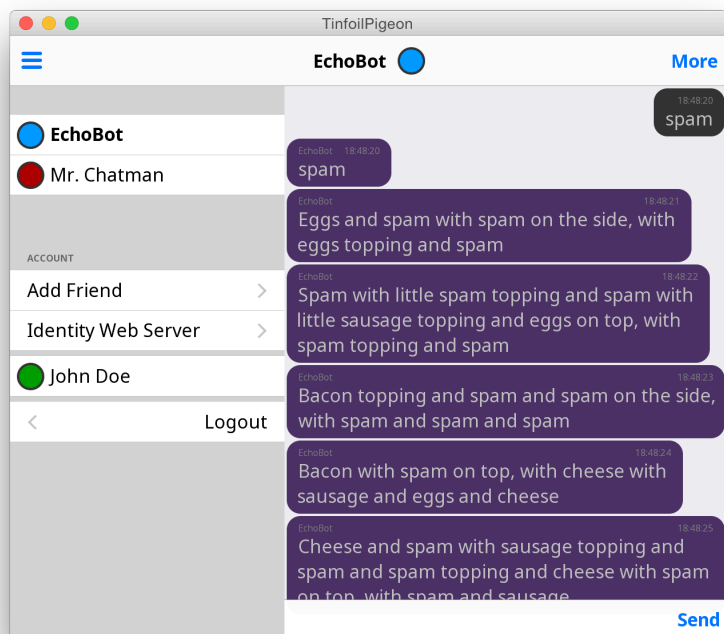 TinfoilPigeon
EchoBot
More
EchoBot
Mr. Chatman
ACCOUNT
Add Friend
Identity Web Server
John Doe
Logout
18:48:20
spam
EchoBot 18:48:20
spam
EchoBot 18:48:21
Eggs and spam with spam on the side, with
eggs topping and spam
EchoBot 18:48:22
Spam with little spam topping and spam with
little sausage topping and eggs on top, with
spam topping and spam
EchoBot 18:48:23
Bacon topping and spam and spam on the side,
with spam and spam and spam
EchoBot 18:48:24
Bacon with spam on top, with cheese with
sausage and eggs and cheese
EchoBot 18:48:25
Cheese and spam with sausage topping and
spam and spam topping and cheese with spam
on top, with spam and sausage
Send